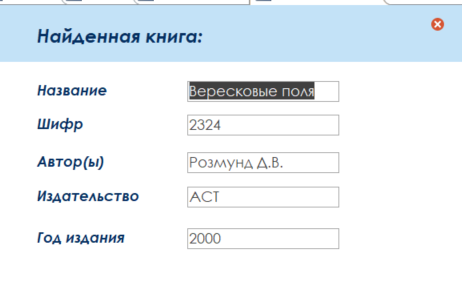 Найденная книга:
Название Вересковые поля
Шифр 2324
Автор(ы) Розмунд Д.В.
Издательство АСТ
Год издания 2000